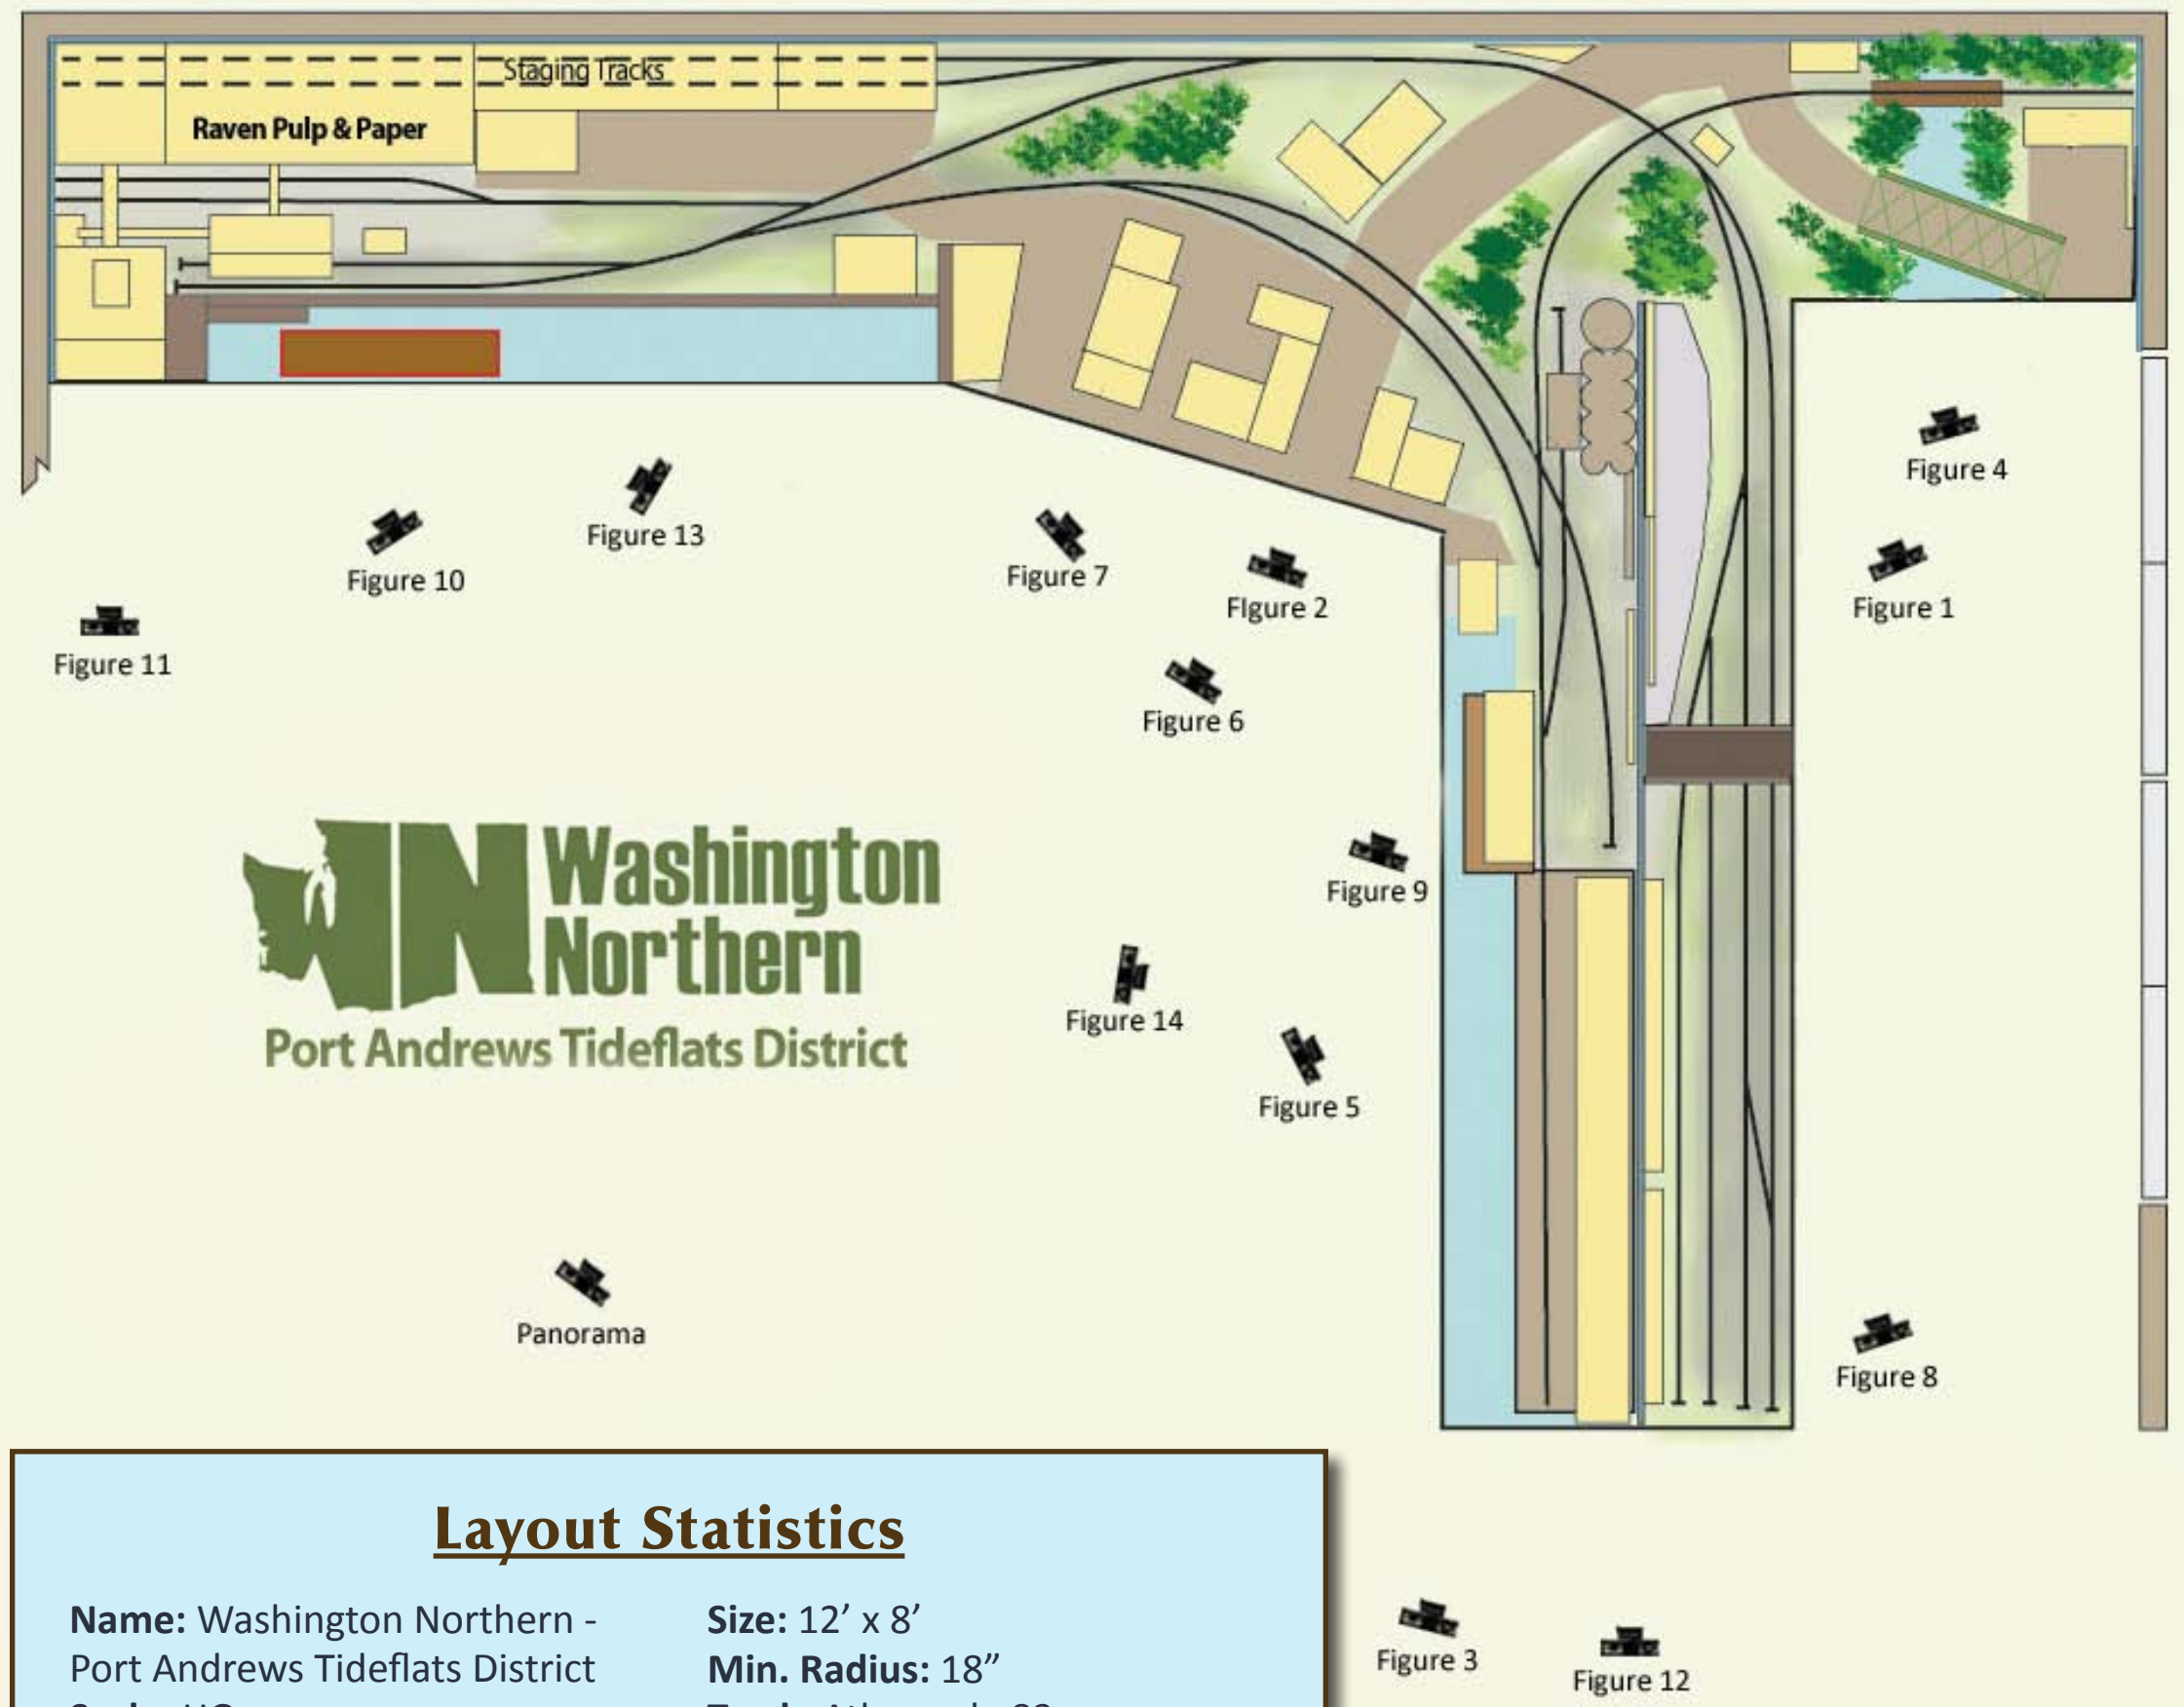 Staging Tracks
Raven Pulp & Paper
Figure 4
Figure 13
Figure 10
Figure 7
FIgure 2
Figure 1
Figure 11
Figure 6
WN Washington
Northern
Port Andrews Tideflats District
Figure 9
Figure 14
Figure 5
Panorama
Figure 8
Layout Statistics
Name: Washington Northern -
Port Andrews Tideflats District
Size: 12’ x 8’
Min. Radius: 18”
Figure 3
Figure 12